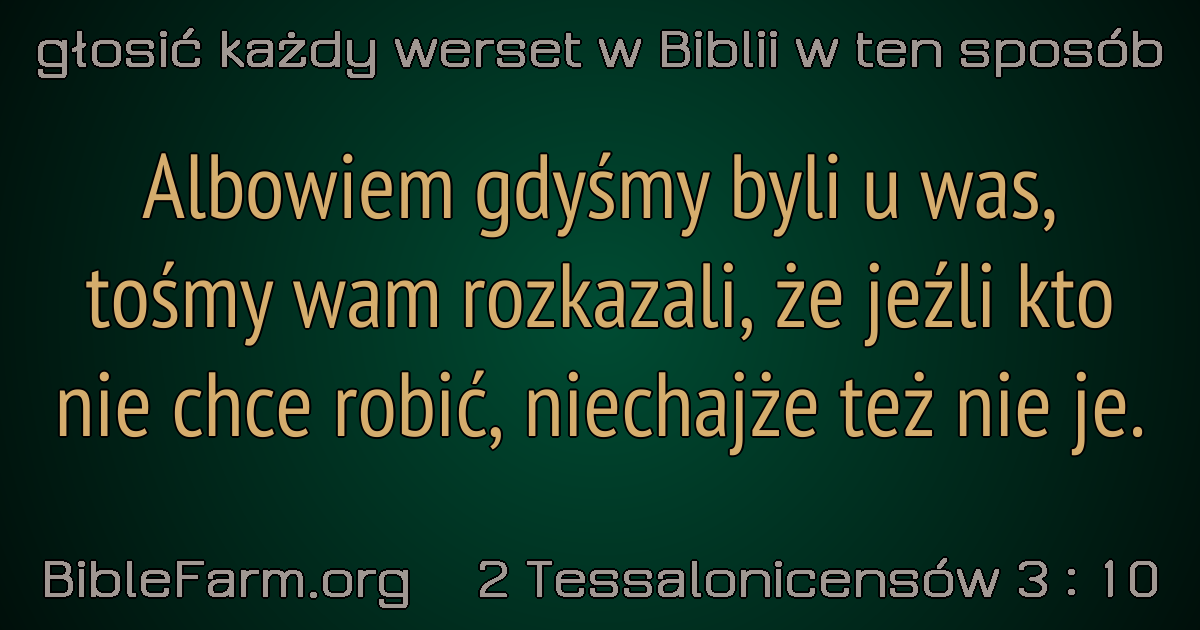 głosić każdy werset w Biblii w ten sposób
Albowiem gdyśmy byli u was,
tośmy wam rozkazali, że jeźli kto
nie chce robić, niechajże też nie je.
BibleFarm.org 2 Tessalonicensów 3 : 10